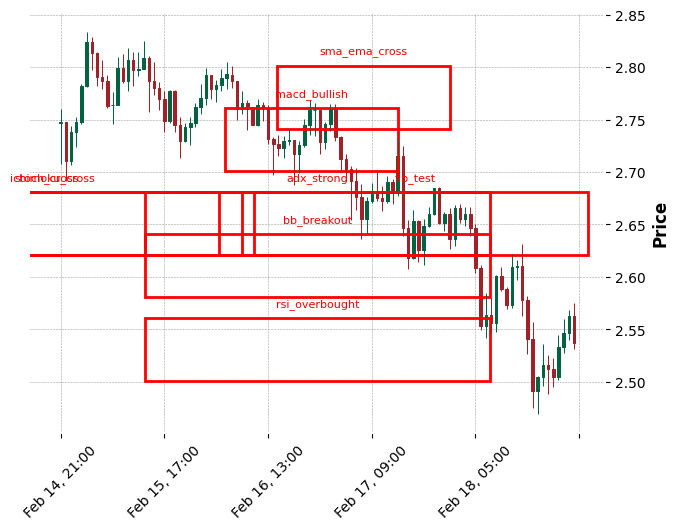 2.85
sma_ema_cross
2.80
macd_bullish
2.75
2.70
adx_strong
2.65
bb_breakout
2.60
rsi_overbought
2.55
2.50
Price
Feb 14, 21:00
Feb 15, 17:00
Feb 16, 13:00
Feb 17, 09:00
Feb 18, 05:00